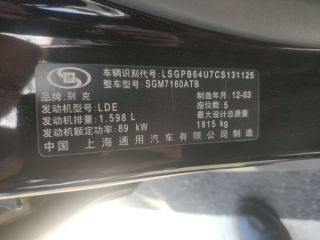 车辆识别代号：LSGPB64U7CS131125
整车型号：SGM7160ATB
品牌：别克 制造年月：12-03
发动机型号：LDE 座位数：5
发动机排量：1.598 L 最大设计总质量：
发动机额定功率：89 kW 1815 kg
中国 上海通用汽车有限公司制造